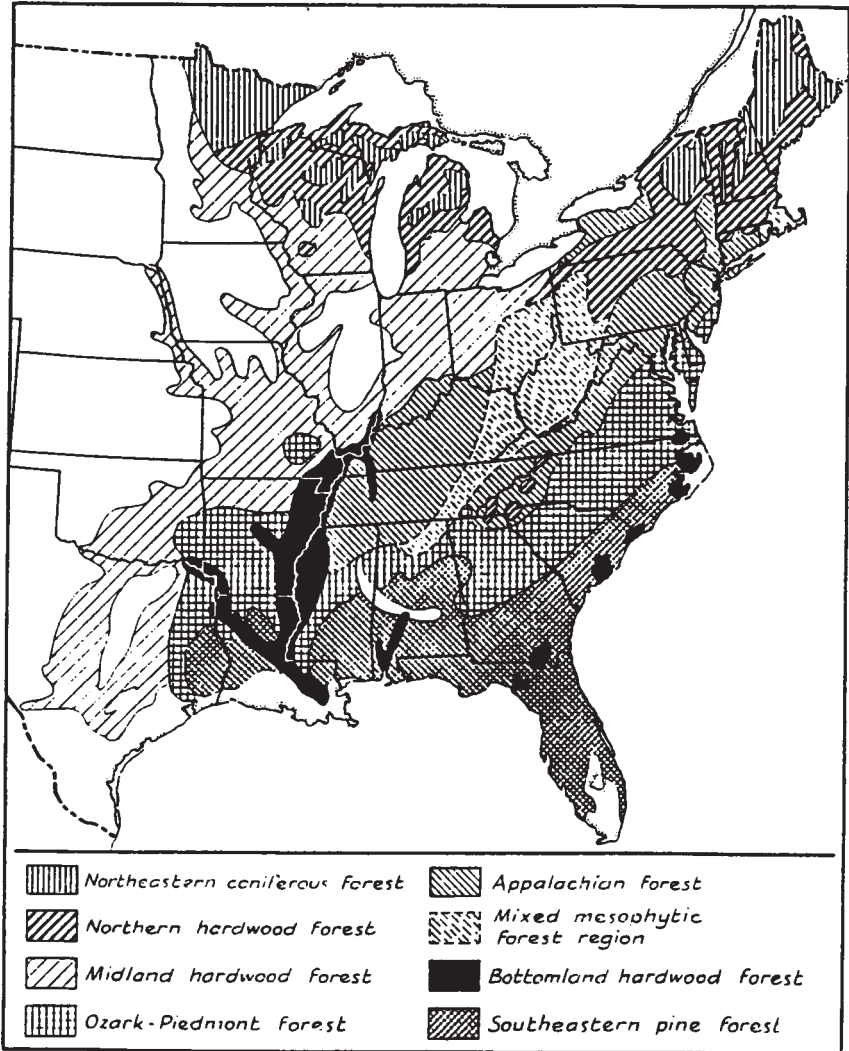 Northeastern coniferous forest
Northern hardwood forest
Midland hardwood forest
Ozark-Piedmont forest
Appalachian forest
Mixed mesophytic
forest region
Bottomland hardwood forest
Southeastern pine forest